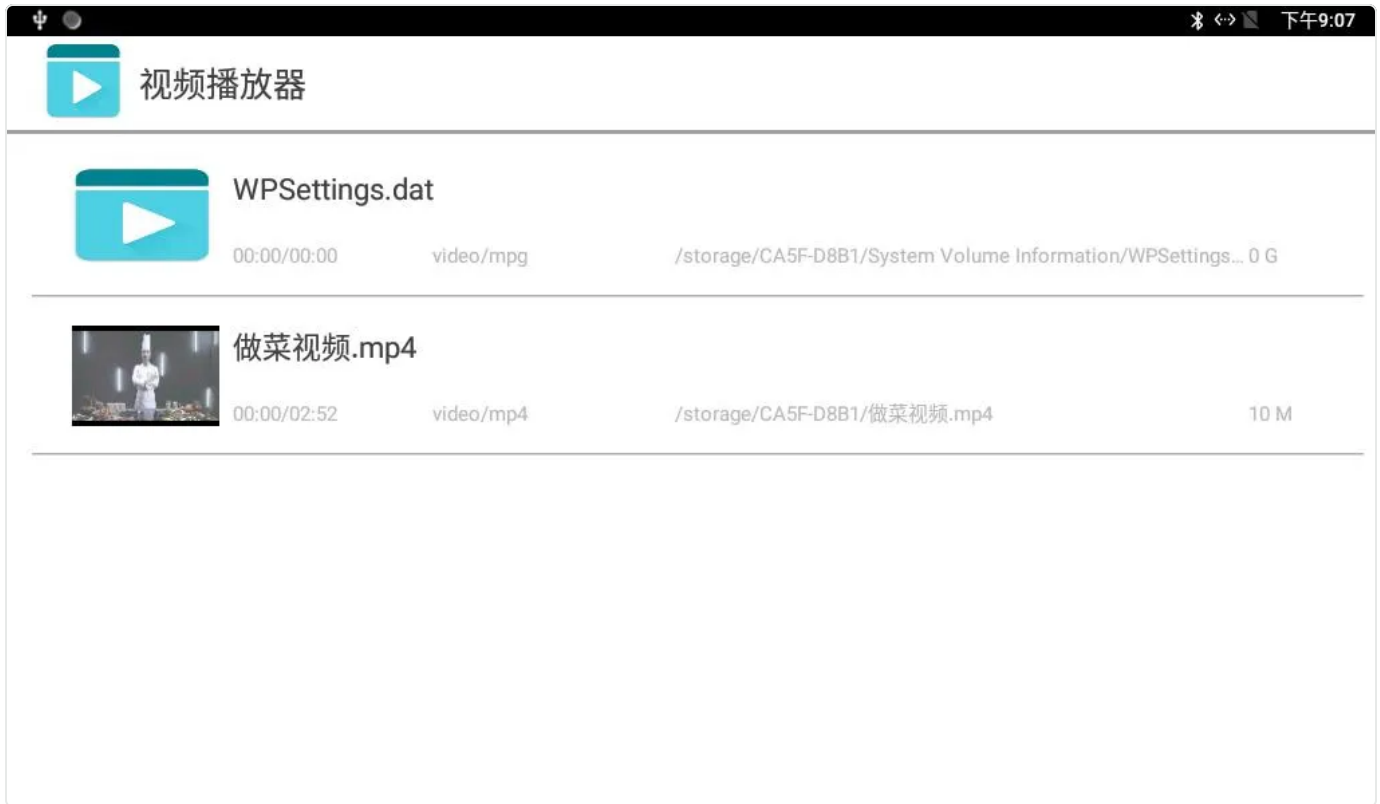 下午9:07
视频播放器
WPSettings.dat
00:00/00:00 video/mpg /storage/CA5F-D8B1/System Volume Information/WPSettings... 0 G
做菜视频.mp4
00:00/02:52 video/mp4 /storage/CA5F-D8B1/做菜视频.mp4 10 M